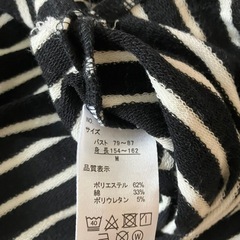 サイズ
バスト 79~87
身長 154~162
M
品質表示
ポリエステル 62%
綿 33%
ポリウレタン 5%
40